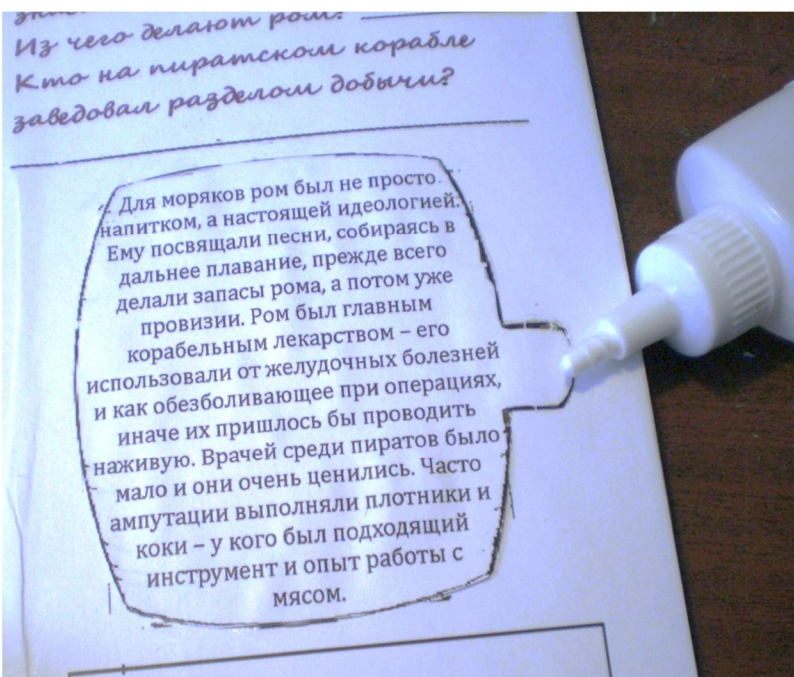 Из чего делают ром?
Кто на пиратском корабле
заведовал разделом добычи?
Для моряков ром был не просто
напитком, а настоящей идеологией.
Ему посвящали песни, собираясь в
дальнее плавание, прежде всего
делали запасы рома, а потом уже
провизии. Ром был главным
корабельным лекарством – его
использовали от желудочных болезней
и как обезболивающее при операциях,
иначе их пришлось бы проводить
наживую. Врачей среди пиратов было
мало и они очень ценились. Часто
ампутации выполняли плотники и
коки – у кого был подходящий
инструмент и опыт работы с
мясом.